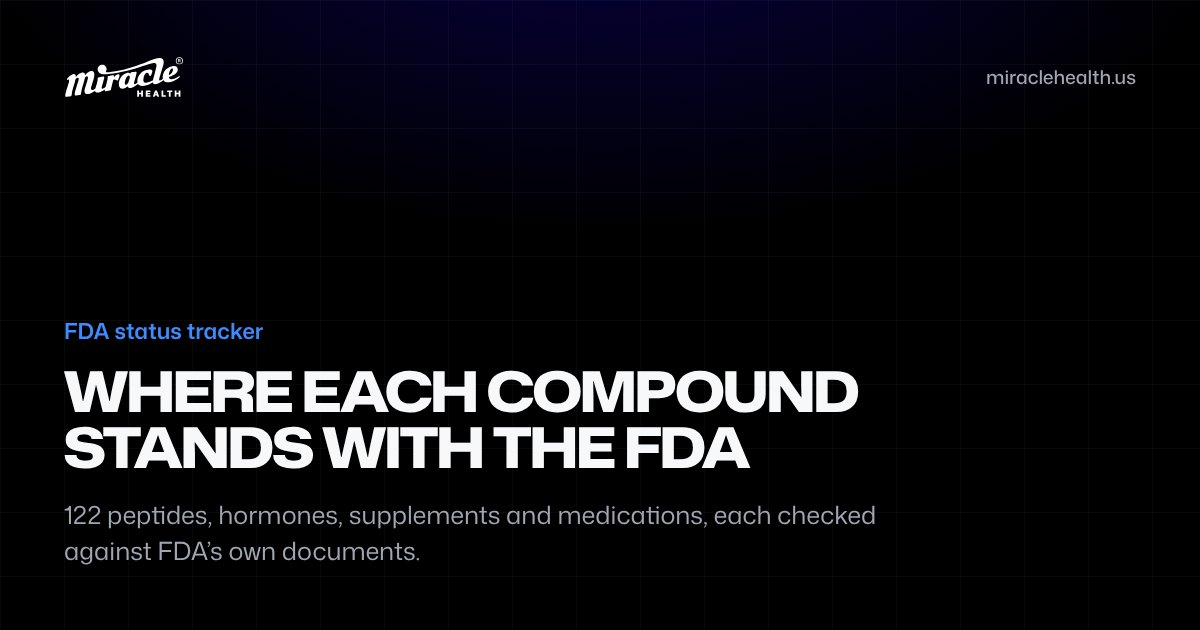 miracle®
HEALTH
miraclehealth.us
FDA status tracker
WHERE EACH COMPOUND
STANDS WITH THE FDA
122 peptides, hormones, supplements and medications, each checked
against FDA’s own documents.